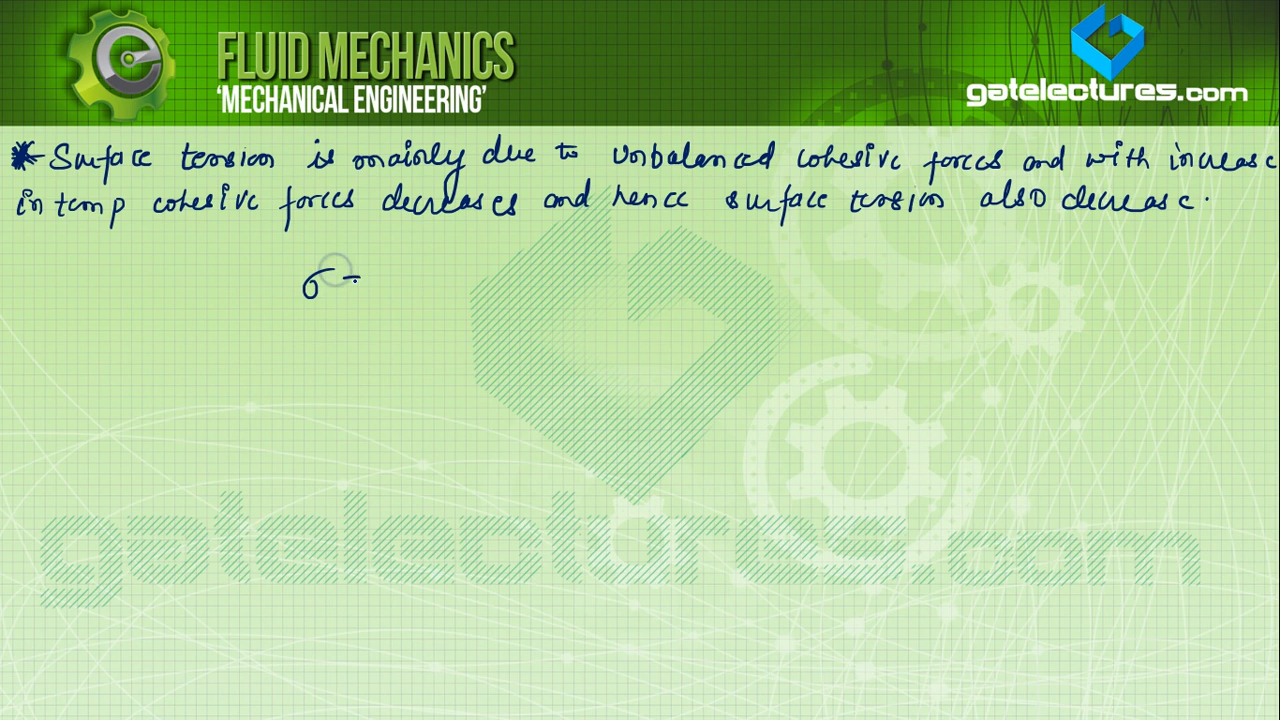 FLUID MECHANICS
'MECHANICAL ENGINEERING'
gatelectures.com
* Surface tension is mainly due to Unbalanced cohesive forces and with increase
in temp cohesive forces decreases and hence surface tension also decrease.
σ -
gatelectures.com